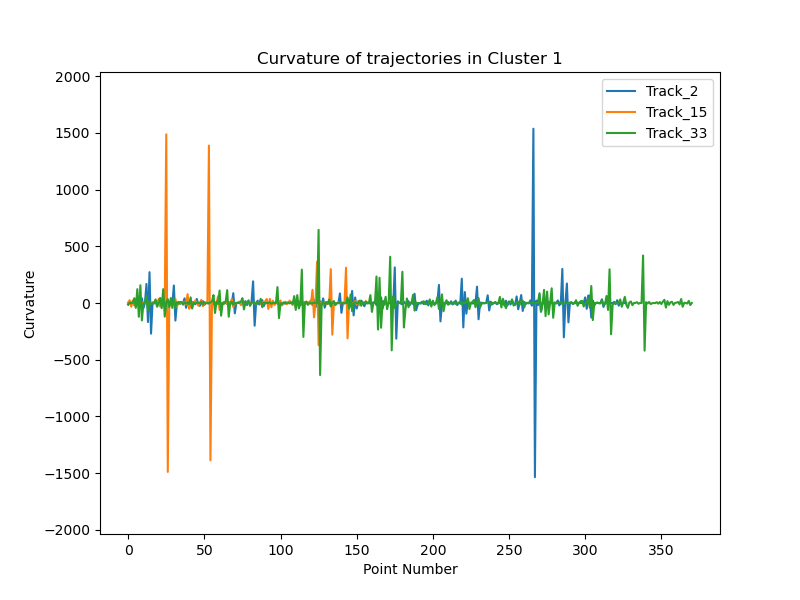 Curvature of trajectories in Cluster 1
2000
1500
1000
500
0
−500
−1000
−1500
−2000
Curvature
Track_2
Track_15
Track_33
0 50 100 150 200 250 300 350
Point Number